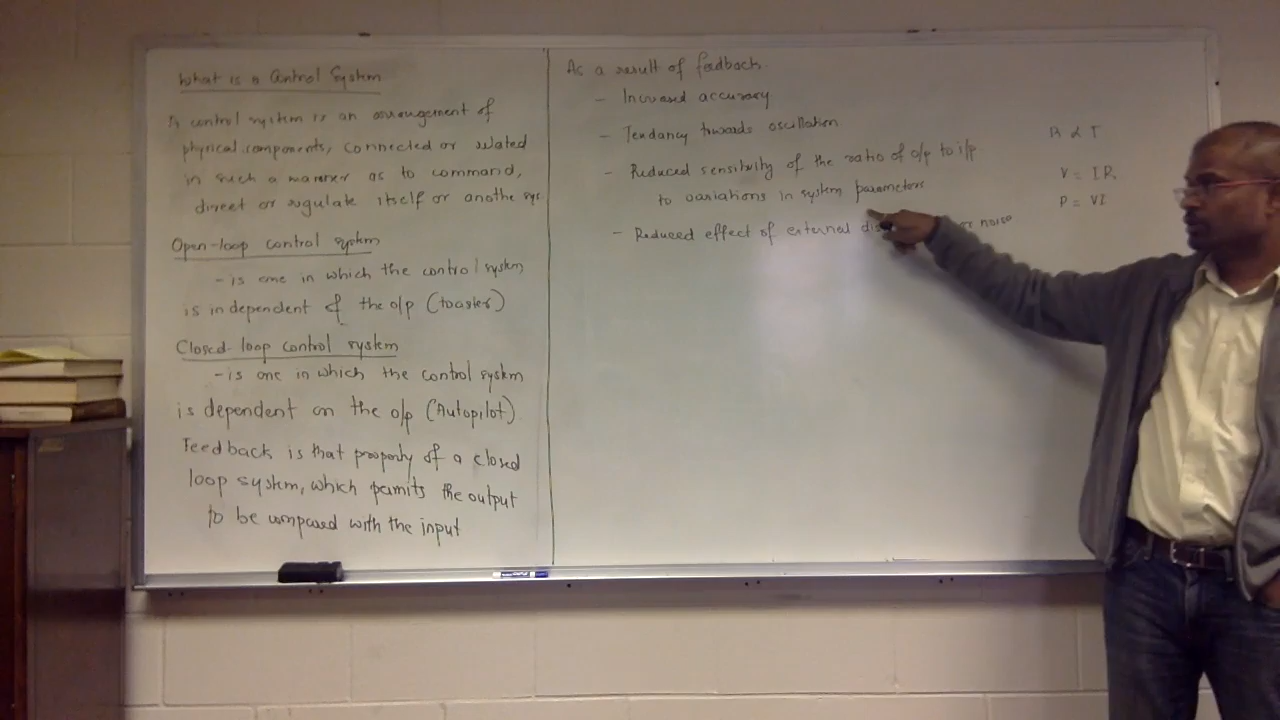 What is a Control System
A control system is an arrangement of
physical components, connected or related
in such a manner as to command,
direct or regulate itself or anothe sys
Open-loop control system
- is one in which the control system
is independent of the o/p (toaster)
Closed-loop control system
- is one in which the control system
is dependent on the o/p (Autopilot)
Feedback is that property of a closed
loop system, which permits the output
to be compared with the input
As a result of feedback.
- Increased accuracy
- Tendancy towards oscillation
- Reduced sensitivity of the ratio of o/p to i/p
to variations in system parameters
- Reduced effect of external dis or noise
R α T
V = IR,
P = VI